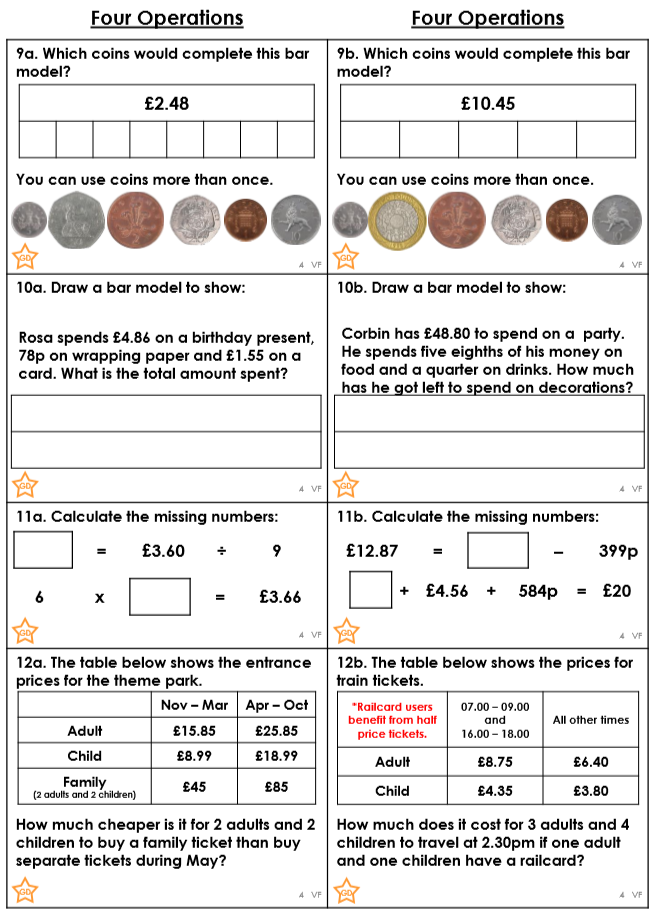 Four Operations
9a. Which coins would complete this bar
model?
£2.48
You can use coins more than once.
GD
4 VF
Four Operations
9b. Which coins would complete this bar
model?
£10.45
You can use coins more than once.
GD
4 VF
10a. Draw a bar model to show:
Rosa spends £4.86 on a birthday present,
78p on wrapping paper and £1.55 on a
card. What is the total amount spent?
GD
4 VF
10b. Draw a bar model to show:
Corbin has £48.80 to spend on a party.
He spends five eighths of his money on
food and a quarter on drinks. How much
has he got left to spend on decorations?
GD
4 VF
11a. Calculate the missing numbers:
= £3.60 ÷ 9
6 x = £3.66
GD
4 VF
11b. Calculate the missing numbers:
£12.87 = – 399p
+ £4.56 + 584p = £20
GD
4 VF
12a. The table below shows the entrance
prices for the theme park.
Nov – Mar Apr – Oct
Adult £15.85 £25.85
Child £8.99 £18.99
Family £45 £85
(2 adults and 2 children)
How much cheaper is it for 2 adults and 2
children to buy a family ticket than buy
separate tickets during May?
GD
4 VF
12b. The table below shows the prices for
train tickets.
*Railcard users
benefit from half
price tickets.
07.00 – 09.00
and
16.00 – 18.00
All other times
Adult £8.75 £6.40
Child £4.35 £3.80
How much does it cost for 3 adults and 4
children to travel at 2.30pm if one adult
and one children have a railcard?
GD
4 VF